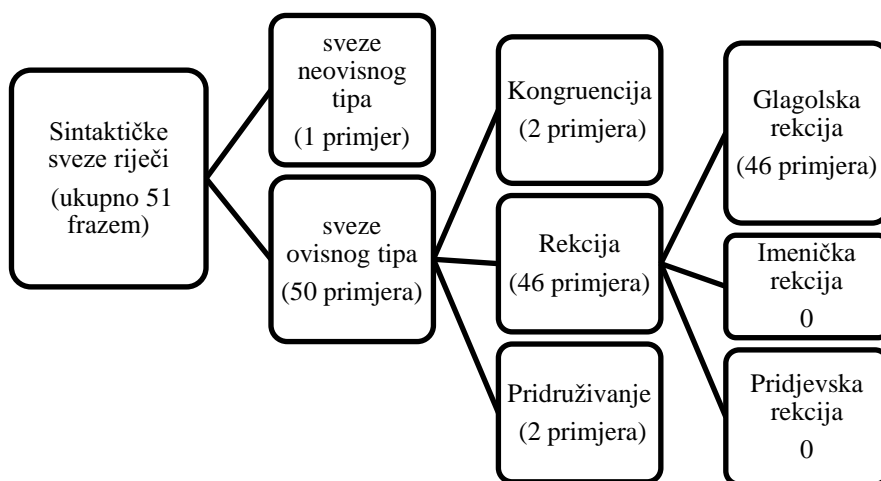 Sintaktičke
sveze riječi
(ukupno 51
frazem)
sveze
neovisnog
tipa
(1 primjer)
sveze
ovisnog tipa
(50 primjera)
Kongruencija
(2 primjera)
Rekcija
(46 primjera)
Pridruživanje
(2 primjera)
Glagolska
rekcija
(46 primjera)
Imenička
rekcija
0
Pridjevska
rekcija
0